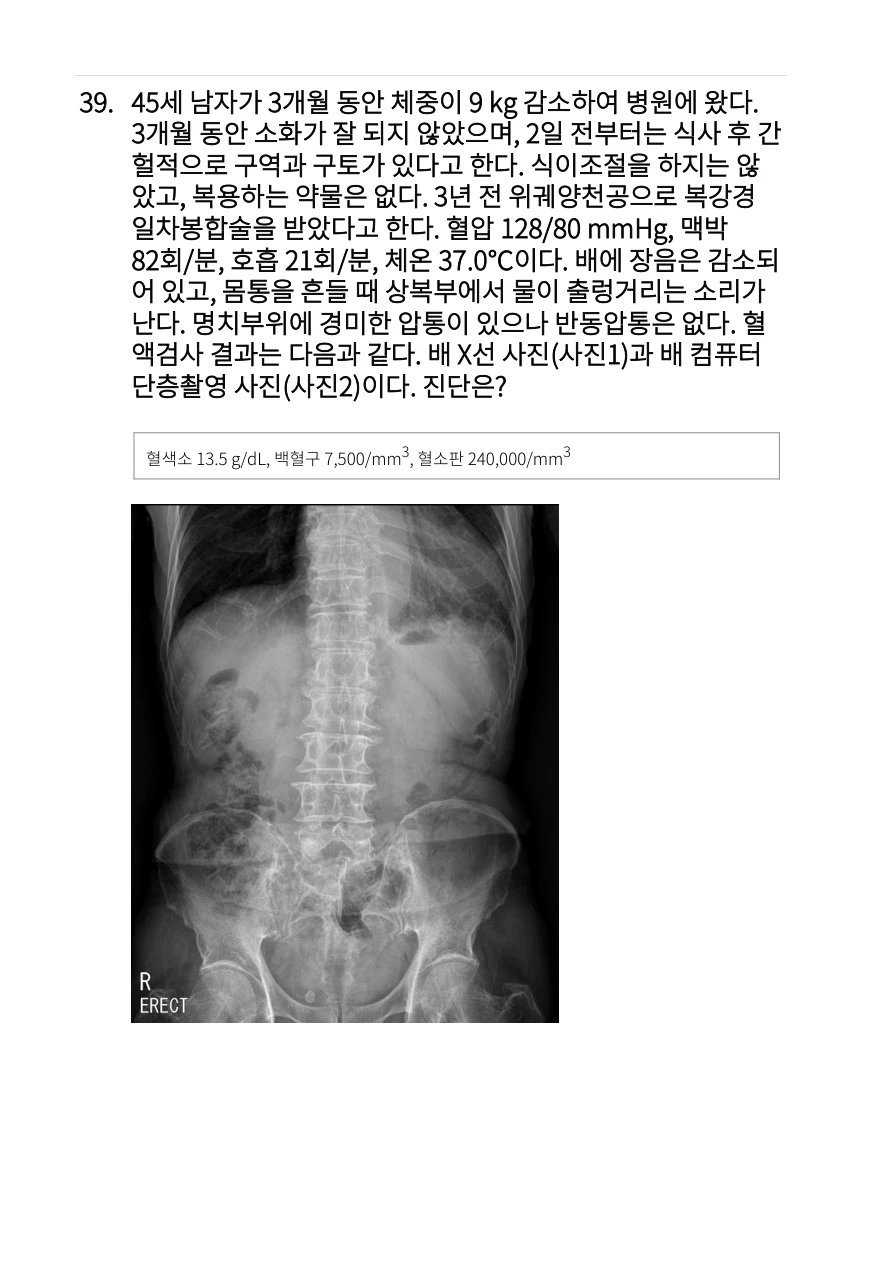 39. 45세 남자가 3개월 동안 체중이 9 kg 감소하여 병원에 왔다.
3개월 동안 소화가 잘 되지 않았으며, 2일 전부터는 식사 후 간
헐적으로 구역과 구토가 있다고 한다. 식이조절을 하지는 않
았고, 복용하는 약물은 없다. 3년 전 위궤양천공으로 복강경
일차봉합술을 받았다고 한다. 혈압 128/80 mmHg, 맥박
82회/분, 호흡 21회/분, 체온 37.0℃이다. 배에 장음은 감소되
어 있고, 몸통을 흔들 때 상복부에서 물이 출렁거리는 소리가
난다. 명치부위에 경미한 압통이 있으나 반동압통은 없다. 혈
액검사 결과는 다음과 같다. 배 X선 사진(사진1)과 배 컴퓨터
단층촬영 사진(사진2)이다. 진단은?
혈색소 13.5 g/dL, 백혈구 7,500/mm³, 혈소판 240,000/mm³
R
ERECT